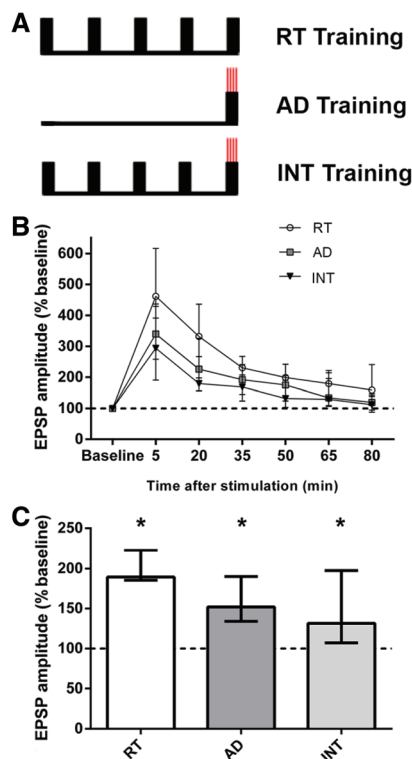 A
RT Training
AD Training
INT Training
B
EPSP amplitude (% baseline)
600
500
400
300
200
100
0
RT
AD
INT
Baseline 5 20 35 50 65 80
Time after stimulation (min)
C
EPSP amplitude (% baseline)
250
200
150
100
50
0
* * *
RT AD INT